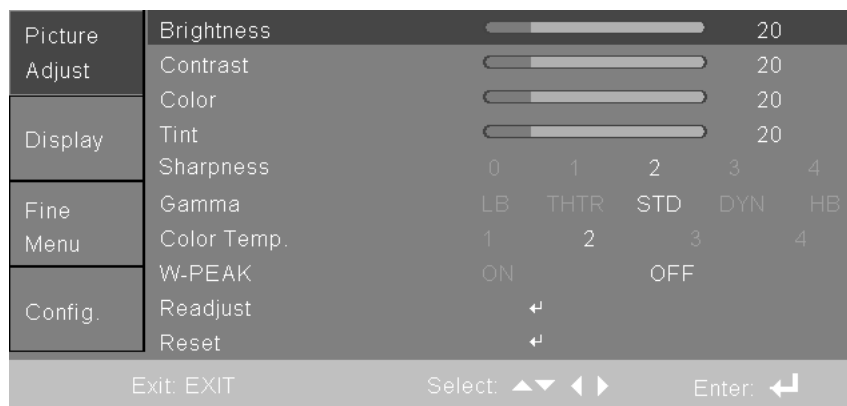 Picture
Adjust
Display
Fine
Menu
Config.
Brightness 20
Contrast 20
Color 20
Tint 20
Sharpness 0 1 2 3 4
Gamma LB THTR STD DYN HB
Color Temp. 1 2 3 4
W-PEAK ON OFF
Readjust ↵
Reset ↵
Exit: EXIT Select: ▲▼ ◀ ▶ Enter: ↵